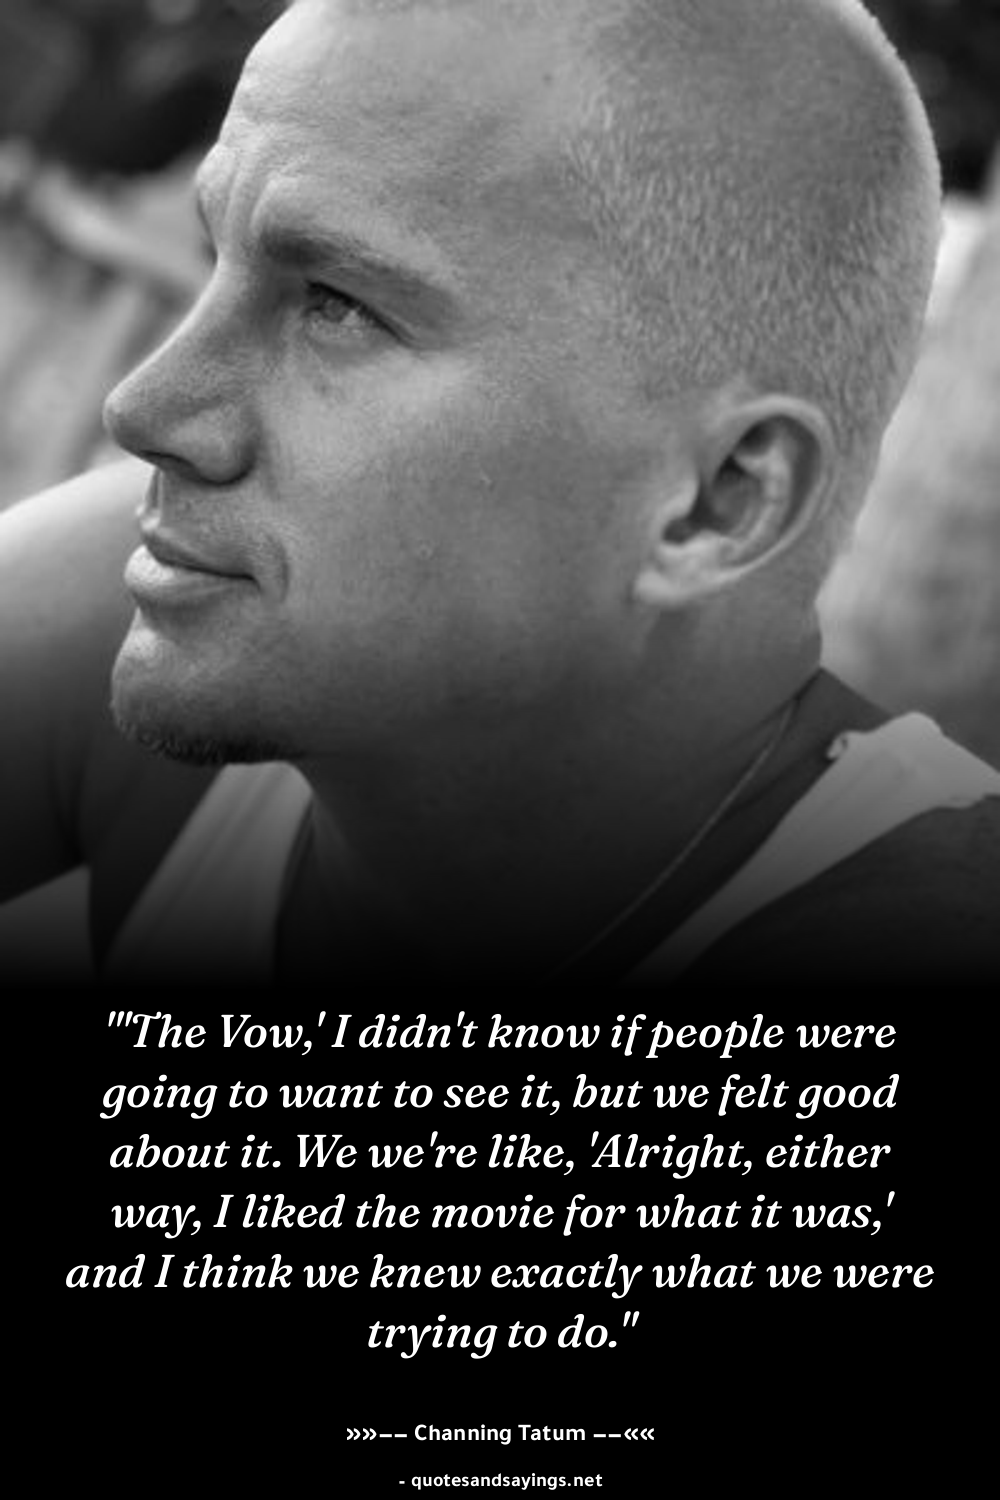 "'The Vow,' I didn't know if people were
going to want to see it, but we felt good
about it. We we're like, 'Alright, either
way, I liked the movie for what it was,'
and I think we knew exactly what we were
trying to do."
»»−− Channing Tatum −−««
- quotesandsayings.net